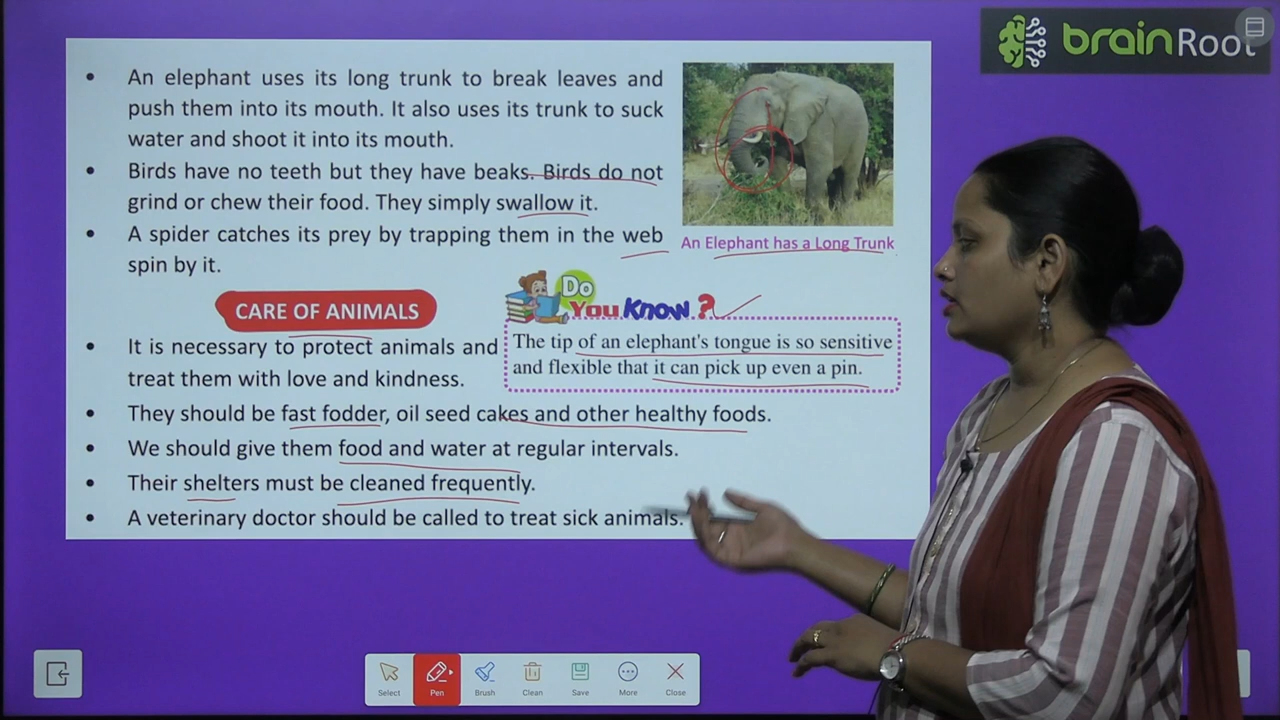 brainRoot
• An elephant uses its long trunk to break leaves and
push them into its mouth. It also uses its trunk to suck
water and shoot it into its mouth.
• Birds have no teeth but they have beaks. Birds do not
grind or chew their food. They simply swallow it.
• A spider catches its prey by trapping them in the web
spin by it.
An Elephant has a Long Trunk
CARE OF ANIMALS
Do
You Know?
The tip of an elephant's tongue is so sensitive
and flexible that it can pick up even a pin.
• It is necessary to protect animals and
treat them with love and kindness.
• They should be fast fodder, oil seed cakes and other healthy foods.
• We should give them food and water at regular intervals.
• Their shelters must be cleaned frequently.
• A veterinary doctor should be called to treat sick animals.
Select Pen Brush Clean Save More Close